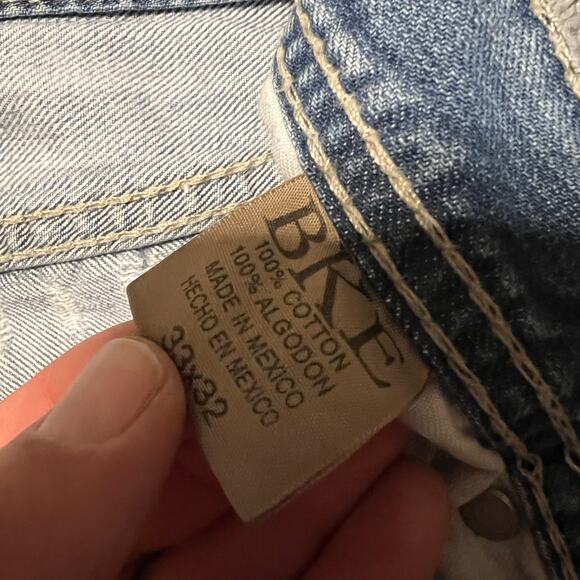 BKE
100% COTTON
100% ALGODON
MADE IN MEXICO
HECHO EN MEXICO
33x32